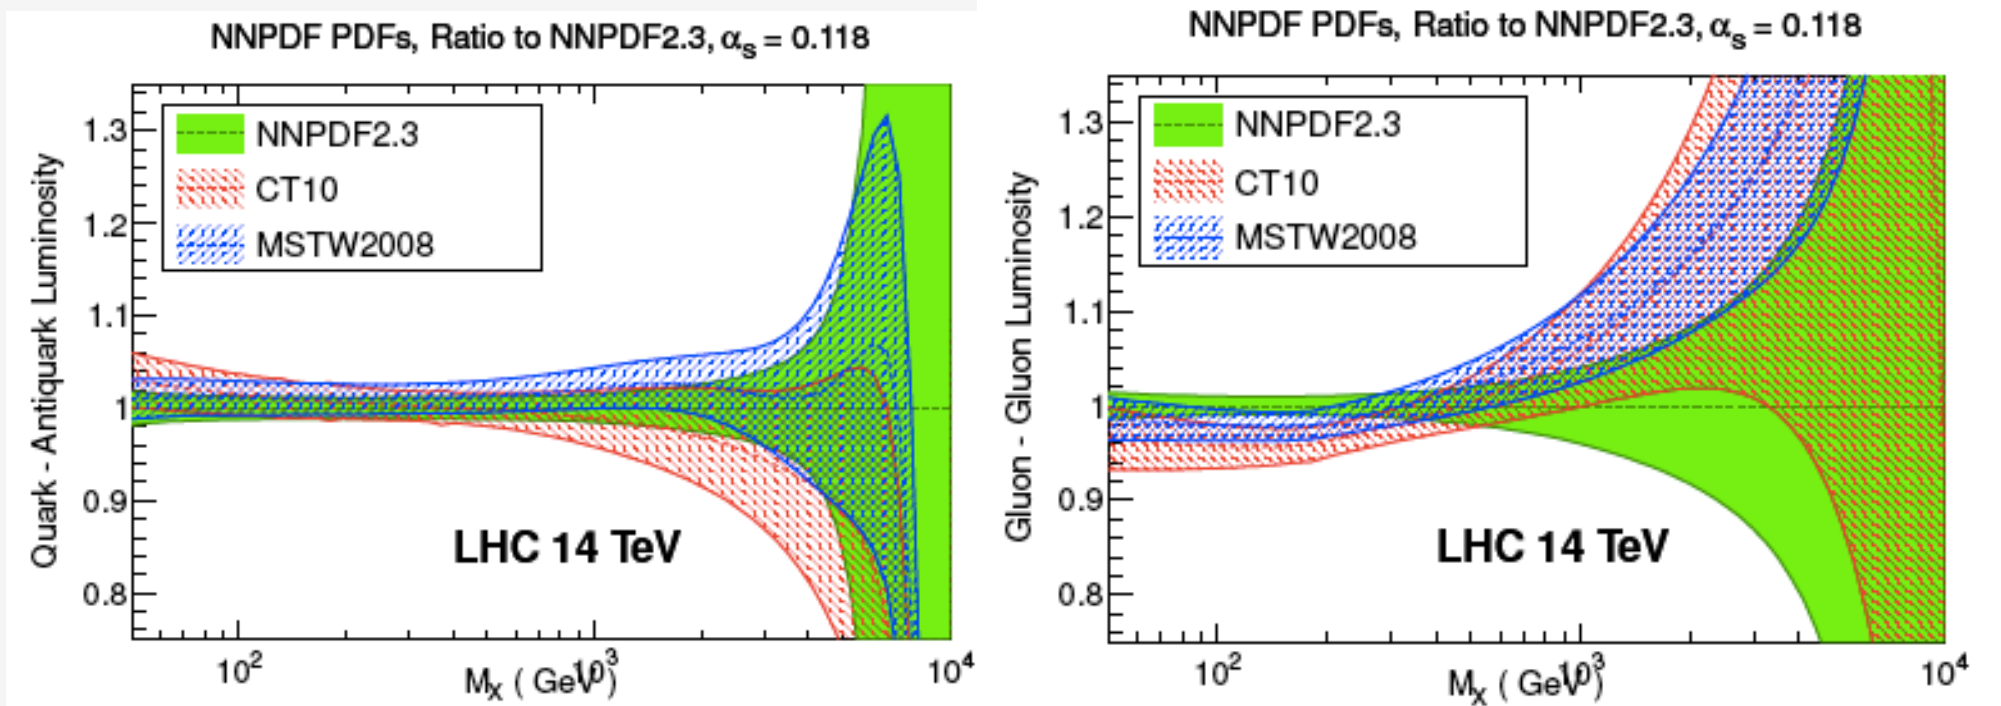 NNPDF PDFs, Ratio to NNPDF2.3, αs = 0.118
Quark - Antiquark Luminosity
1.3
1.2
1.1
1
0.9
0.8
NNPDF2.3
CT10
MSTW2008
LHC 14 TeV
10² 10³ 10⁴
Mx ( GeV )
NNPDF PDFs, Ratio to NNPDF2.3, αs = 0.118
Gluon - Gluon Luminosity
1.3
1.2
1.1
1
0.9
0.8
NNPDF2.3
CT10
MSTW2008
LHC 14 TeV
10² 10³ 10⁴
Mx ( GeV )